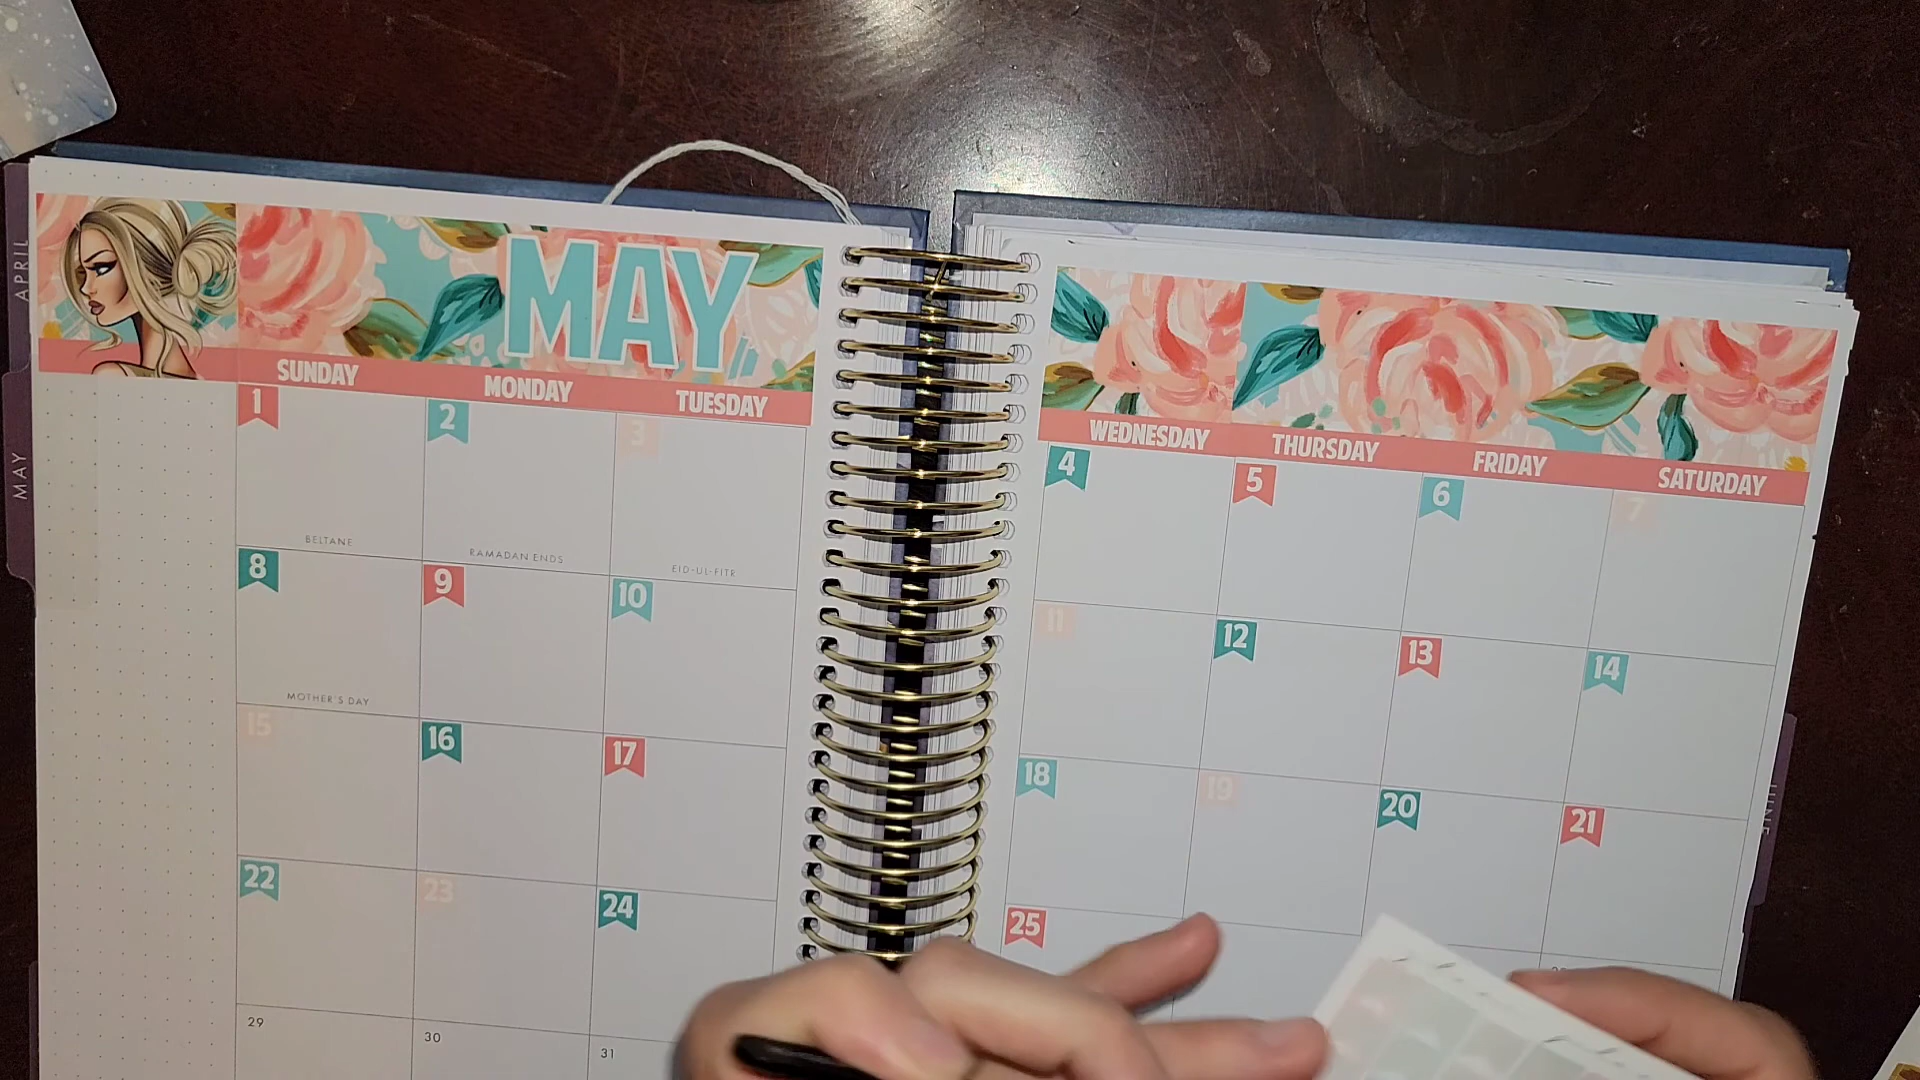 MAY
SUNDAY MONDAY TUESDAY WEDNESDAY THURSDAY FRIDAY SATURDAY
1 2 3 4 5 6 7
BELTANE RAMADAN ENDS EID-UL-FITR
8 9 10 11 12 13 14
MOTHER'S DAY
15 16 17 18 19 20 21
22 23 24 25
29 30 31
APRIL
MAY
JUNE